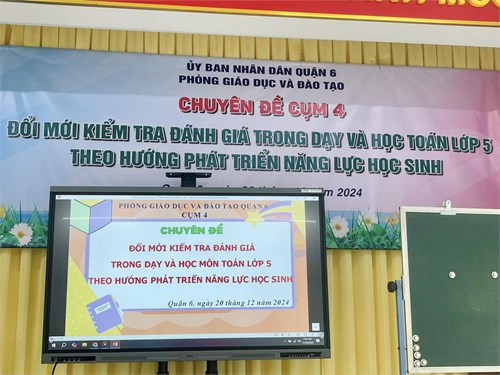 ỦY BAN NHÂN DÂN QUẬN 6
PHÒNG GIÁO DỤC VÀ ĐÀO TẠO
CHUYÊN ĐỀ CỤM 4
ĐỔI MỚI KIỂM TRA ĐÁNH GIÁ TRONG DẠY VÀ HỌC TOÁN LỚP 5
THEO HƯỚNG PHÁT TRIỂN NĂNG LỰC HỌC SINH
2024
PHÒNG GIÁO DỤC VÀ ĐÀO TẠO QUẬN 6
CỤM 4
CHUYÊN ĐỀ
ĐỔI MỚI KIỂM TRA ĐÁNH GIÁ
TRONG DẠY VÀ HỌC MÔN TOÁN LỚP 5
THEO HƯỚNG PHÁT TRIỂN NĂNG LỰC HỌC SINH
Quận 6, ngày 20 tháng 12 năm 2024